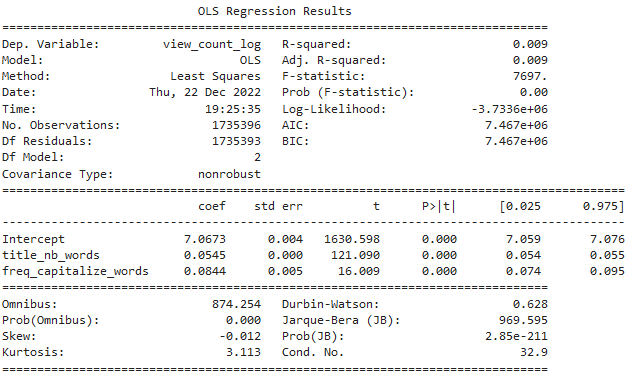 OLS Regression Results
==============================================================================
Dep. Variable: view_count_log R-squared: 0.009
Model: OLS Adj. R-squared: 0.009
Method: Least Squares F-statistic: 7697.
Date: Thu, 22 Dec 2022 Prob (F-statistic): 0.00
Time: 19:25:35 Log-Likelihood: -3.7336e+06
No. Observations: 1735396 AIC: 7.467e+06
Df Residuals: 1735393 BIC: 7.467e+06
Df Model: 2
Covariance Type: nonrobust
=========================================================================================
coef std err t P>|t| [0.025 0.975]
-----------------------------------------------------------------------------------------
Intercept 7.0673 0.004 1630.598 0.000 7.059 7.076
title_nb_words 0.0545 0.000 121.090 0.000 0.054 0.055
freq_capitalize_words 0.0844 0.005 16.009 0.000 0.074 0.095
==============================================================================
Omnibus: 874.254 Durbin-Watson: 0.628
Prob(Omnibus): 0.000 Jarque-Bera (JB): 969.595
Skew: -0.012 Prob(JB): 2.85e-211
Kurtosis: 3.113 Cond. No. 32.9
==============================================================================